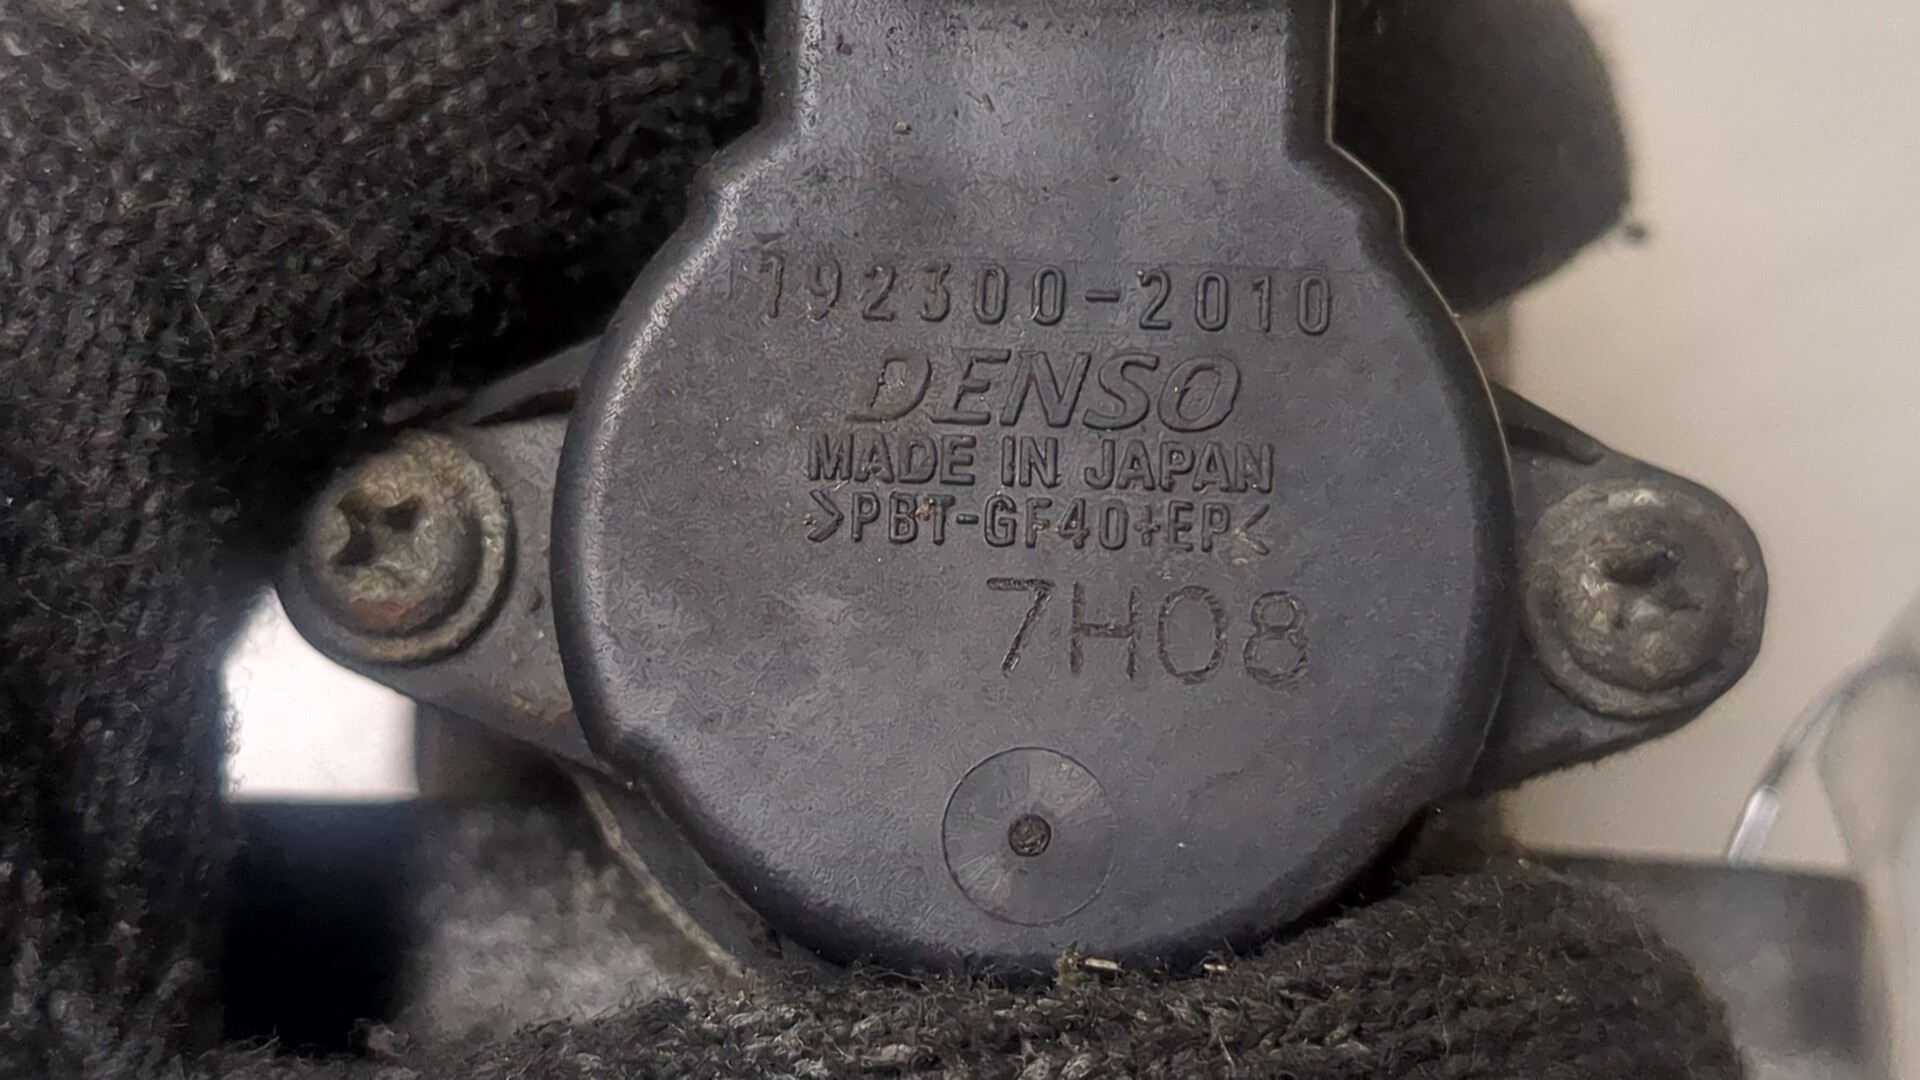 192300-2010
DENSO
MADE IN JAPAN
>PBT-GF40+EP<
7H08